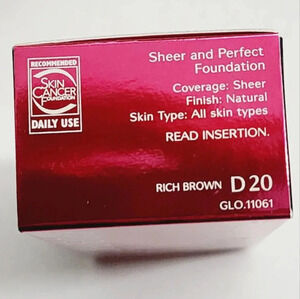 RECOMMENDED
SKIN
CANCER
FOUNDATION
DAILY USE
Sheer and Perfect
Foundation
Coverage: Sheer
Finish: Natural
Skin Type: All skin types
READ INSERTION.
RICH BROWN D20
GLO.11061